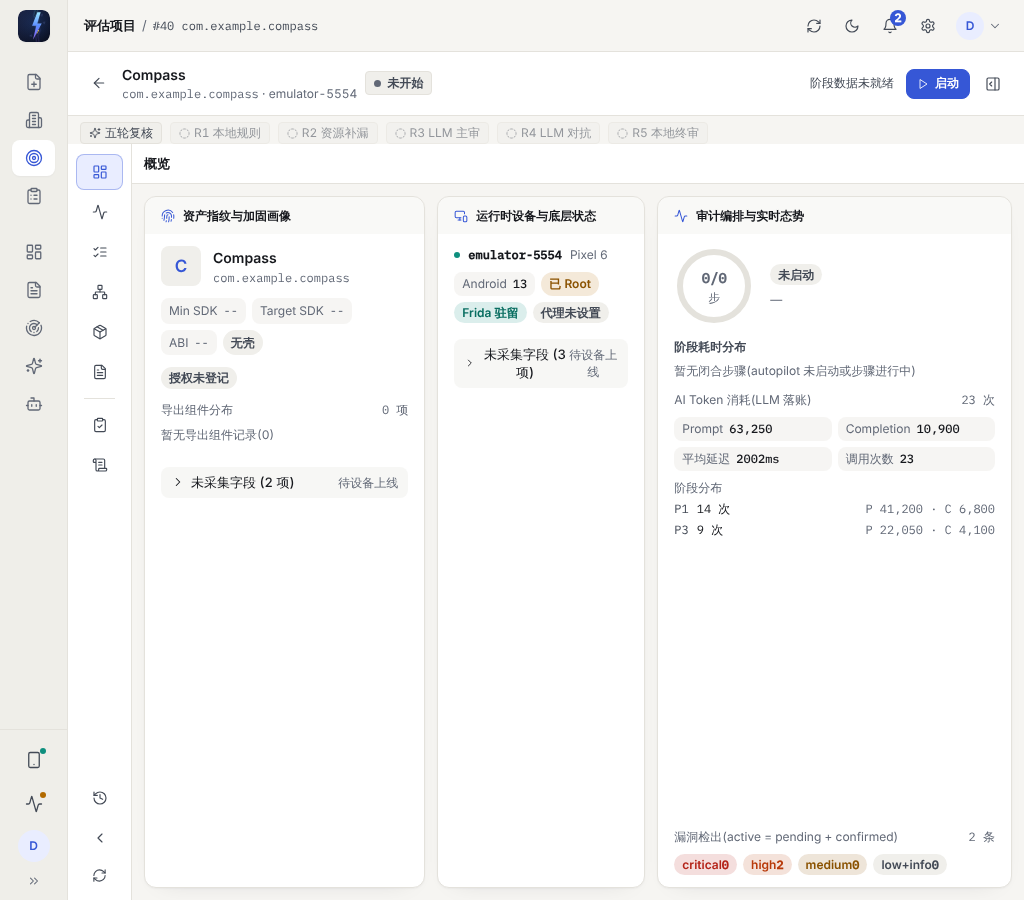 评估项目 / #40 com.example.compass
2
D
Compass
com.example.compass · emulator-5554
未开始
阶段数据未就绪
启动
五轮复核
R1 本地规则
R2 资源补漏
R3 LLM 主审
R4 LLM 对抗
R5 本地终审
概览
资产指纹与加固画像
C
Compass
com.example.compass
Min SDK --
Target SDK --
ABI --
无壳
授权未登记
导出组件分布 0 项
暂无导出组件记录(0)
未采集字段 (2 项) 待设备上线
运行时设备与底层状态
emulator-5554 Pixel 6
Android 13
已 Root
Frida 驻留
代理未设置
未采集字段 (3 项) 待设备上线
审计编排与实时态势
0/0
步
未启动
—
阶段耗时分布
暂无闭合步骤(autopilot 未启动或步骤进行中)
AI Token 消耗(LLM 落账) 23 次
Prompt 63,250
Completion 10,900
平均延迟 2002ms
调用次数 23
阶段分布
P1 14 次 P 41,200 · C 6,800
P3 9 次 P 22,050 · C 4,100
漏洞检出(active = pending + confirmed) 2 条
critical0
high2
medium0
low+info0
D